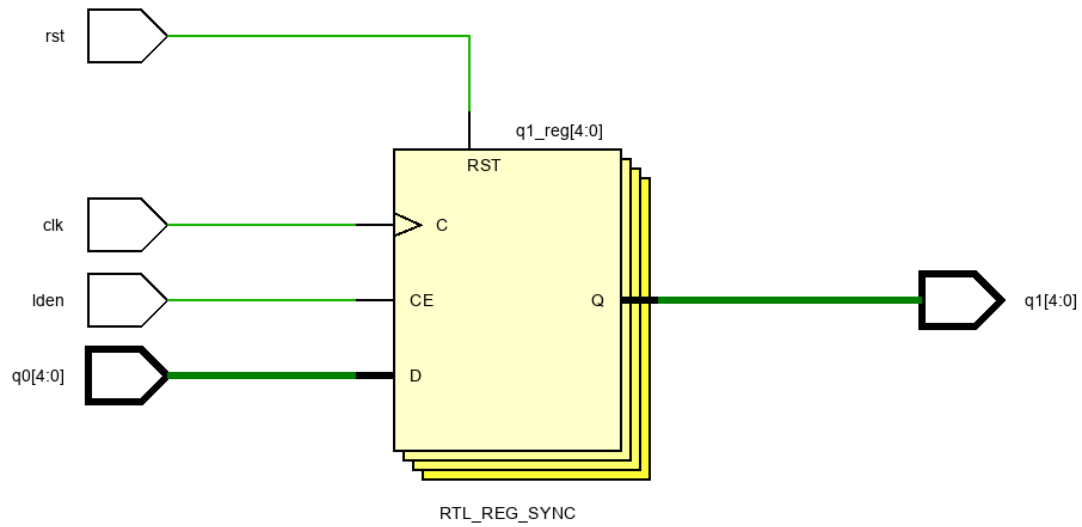 rst
q1_reg[4:0]
RST
clk
C
lden
CE
Q
q1[4:0]
q0[4:0]
D
RTL_REG_SYNC